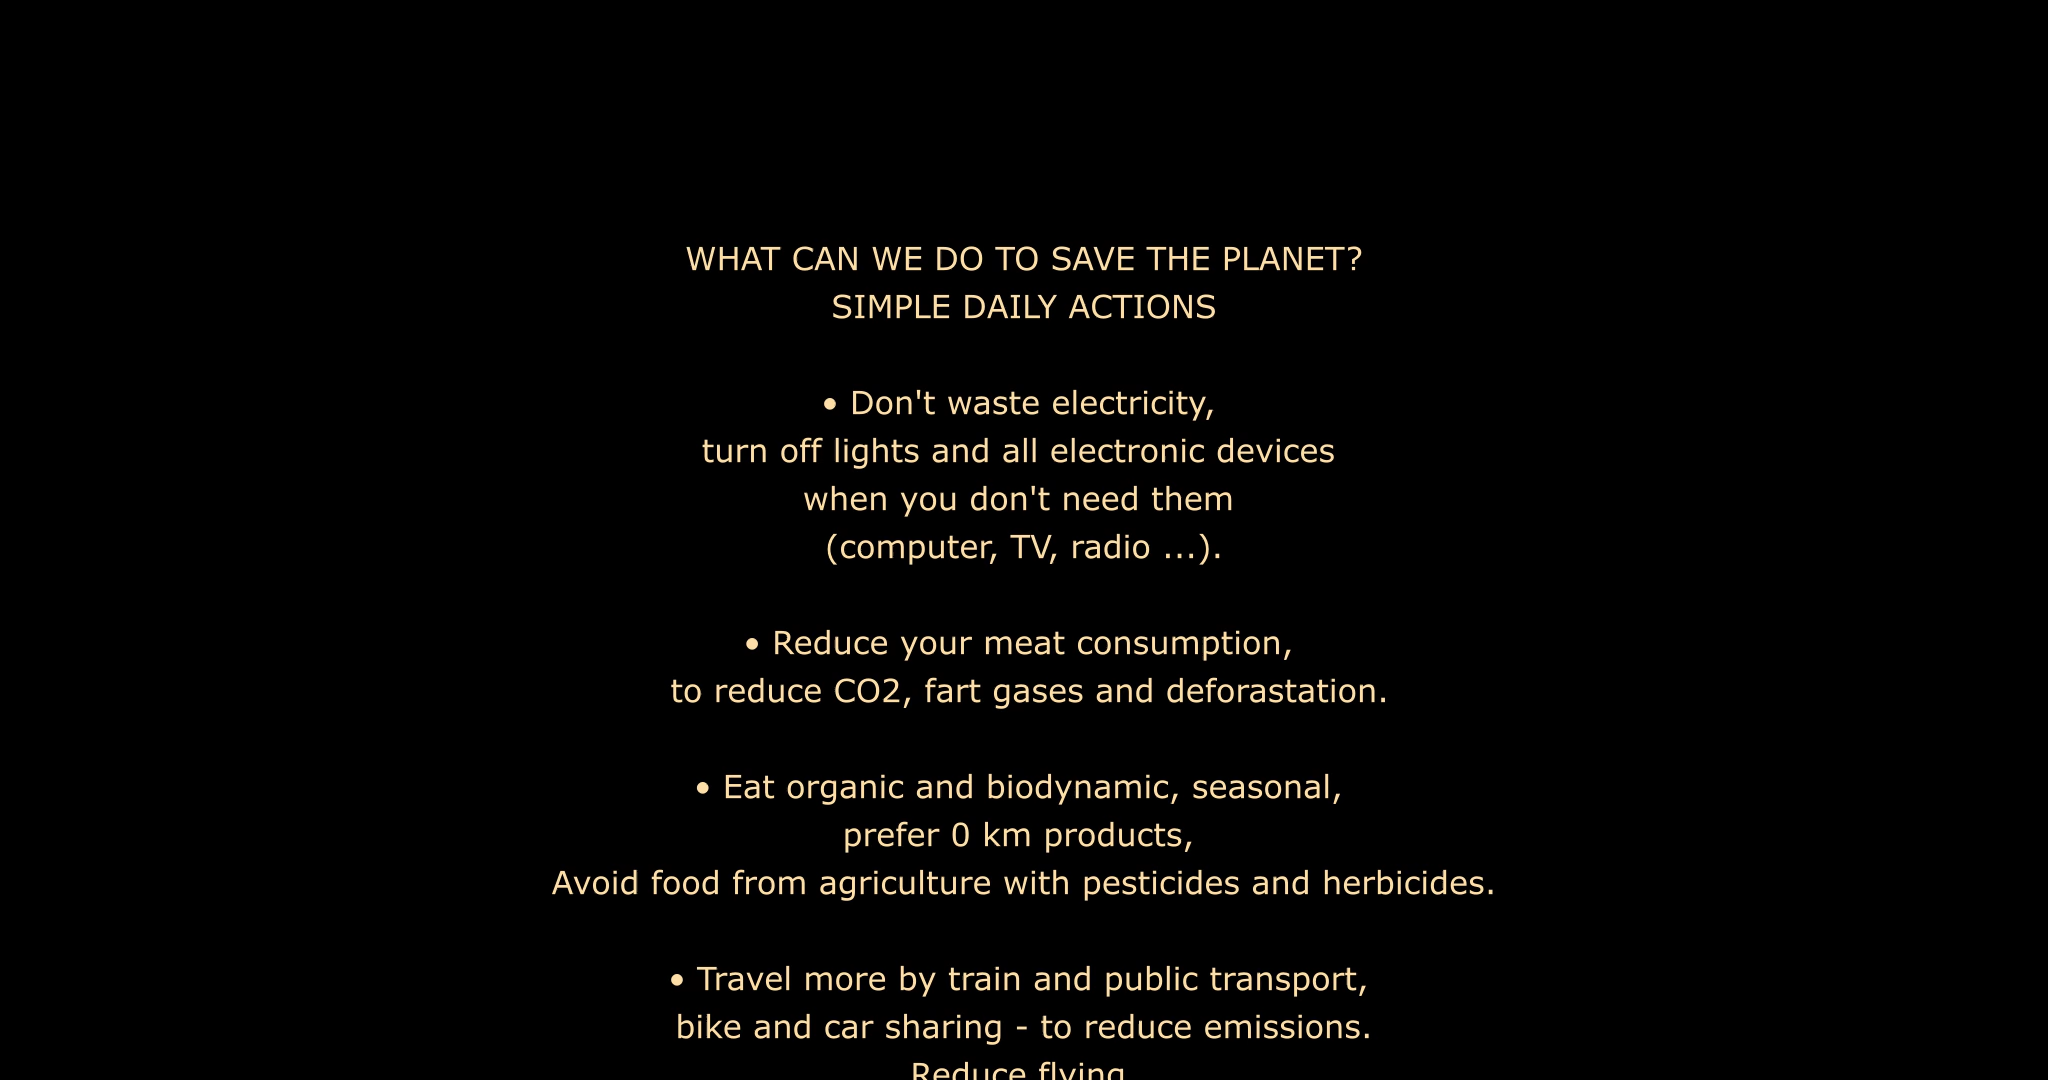 WHAT CAN WE DO TO SAVE THE PLANET?
SIMPLE DAILY ACTIONS
• Don't waste electricity,
turn off lights and all electronic devices
when you don't need them
(computer, TV, radio ...).
• Reduce your meat consumption,
to reduce CO2, fart gases and deforastation.
• Eat organic and biodynamic, seasonal,
prefer 0 km products,
Avoid food from agriculture with pesticides and herbicides.
• Travel more by train and public transport,
bike and car sharing - to reduce emissions.
Reduce flying